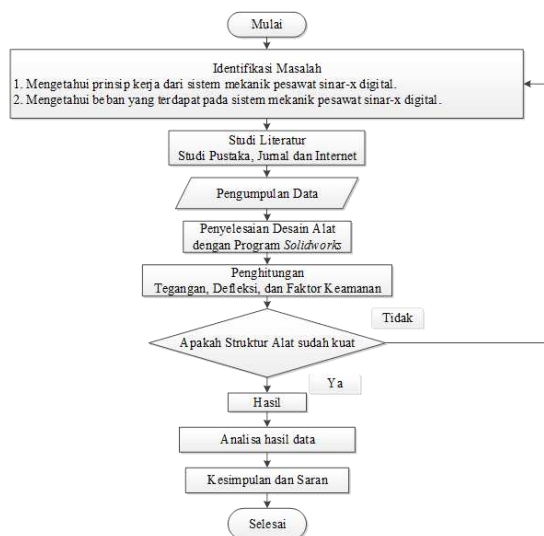 Mulai
Identifikasi Masalah
1. Mengetahui prinsip kerja dari sistem mekanik pesawat sinar-x digital.
2. Mengetahui beban yang terdapat pada sistem mekanik pesawat sinar-x digital.
Studi Literatur
Studi Pustaka, Jurnal dan Internet
Pengumpulan Data
Penyelesaian Desain Alat
dengan Program Solidworks
Penghitungan
Tegangan, Defleksi, dan Faktor Keamanan
Tidak
Apakah Struktur Alat sudah kuat
Ya
Hasil
Analisa hasil data
Kesimpulan dan Saran
Selesai